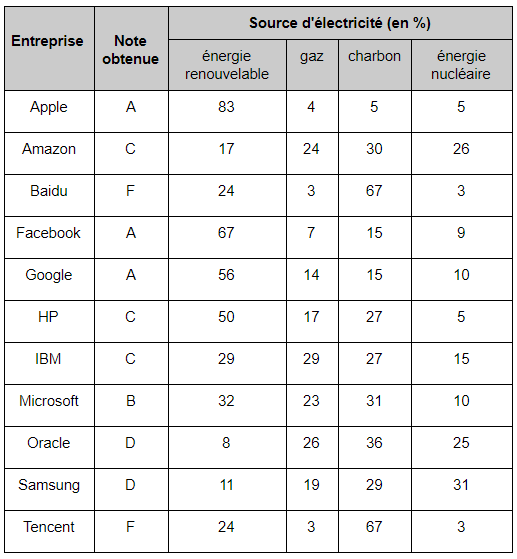 Entreprise Note obtenue Source d'électricité (en %)
énergie renouvelable gaz charbon énergie nucléaire
Apple A 83 4 5 5
Amazon C 17 24 30 26
Baidu F 24 3 67 3
Facebook A 67 7 15 9
Google A 56 14 15 10
HP C 50 17 27 5
IBM C 29 29 27 15
Microsoft B 32 23 31 10
Oracle D 8 26 36 25
Samsung D 11 19 29 31
Tencent F 24 3 67 3